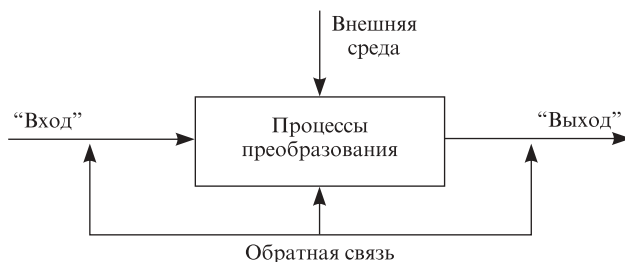 Внешняя
среда
“Вход”
Процессы
преобразования
“Выход”
Обратная связь